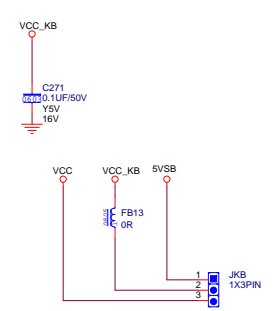 VCC_KB
C271
0603 0.1UF/50V
Y5V
16V
VCC VCC_KB 5VSB
0805 FB13
0R
1 JKB
2 1X3PIN
3